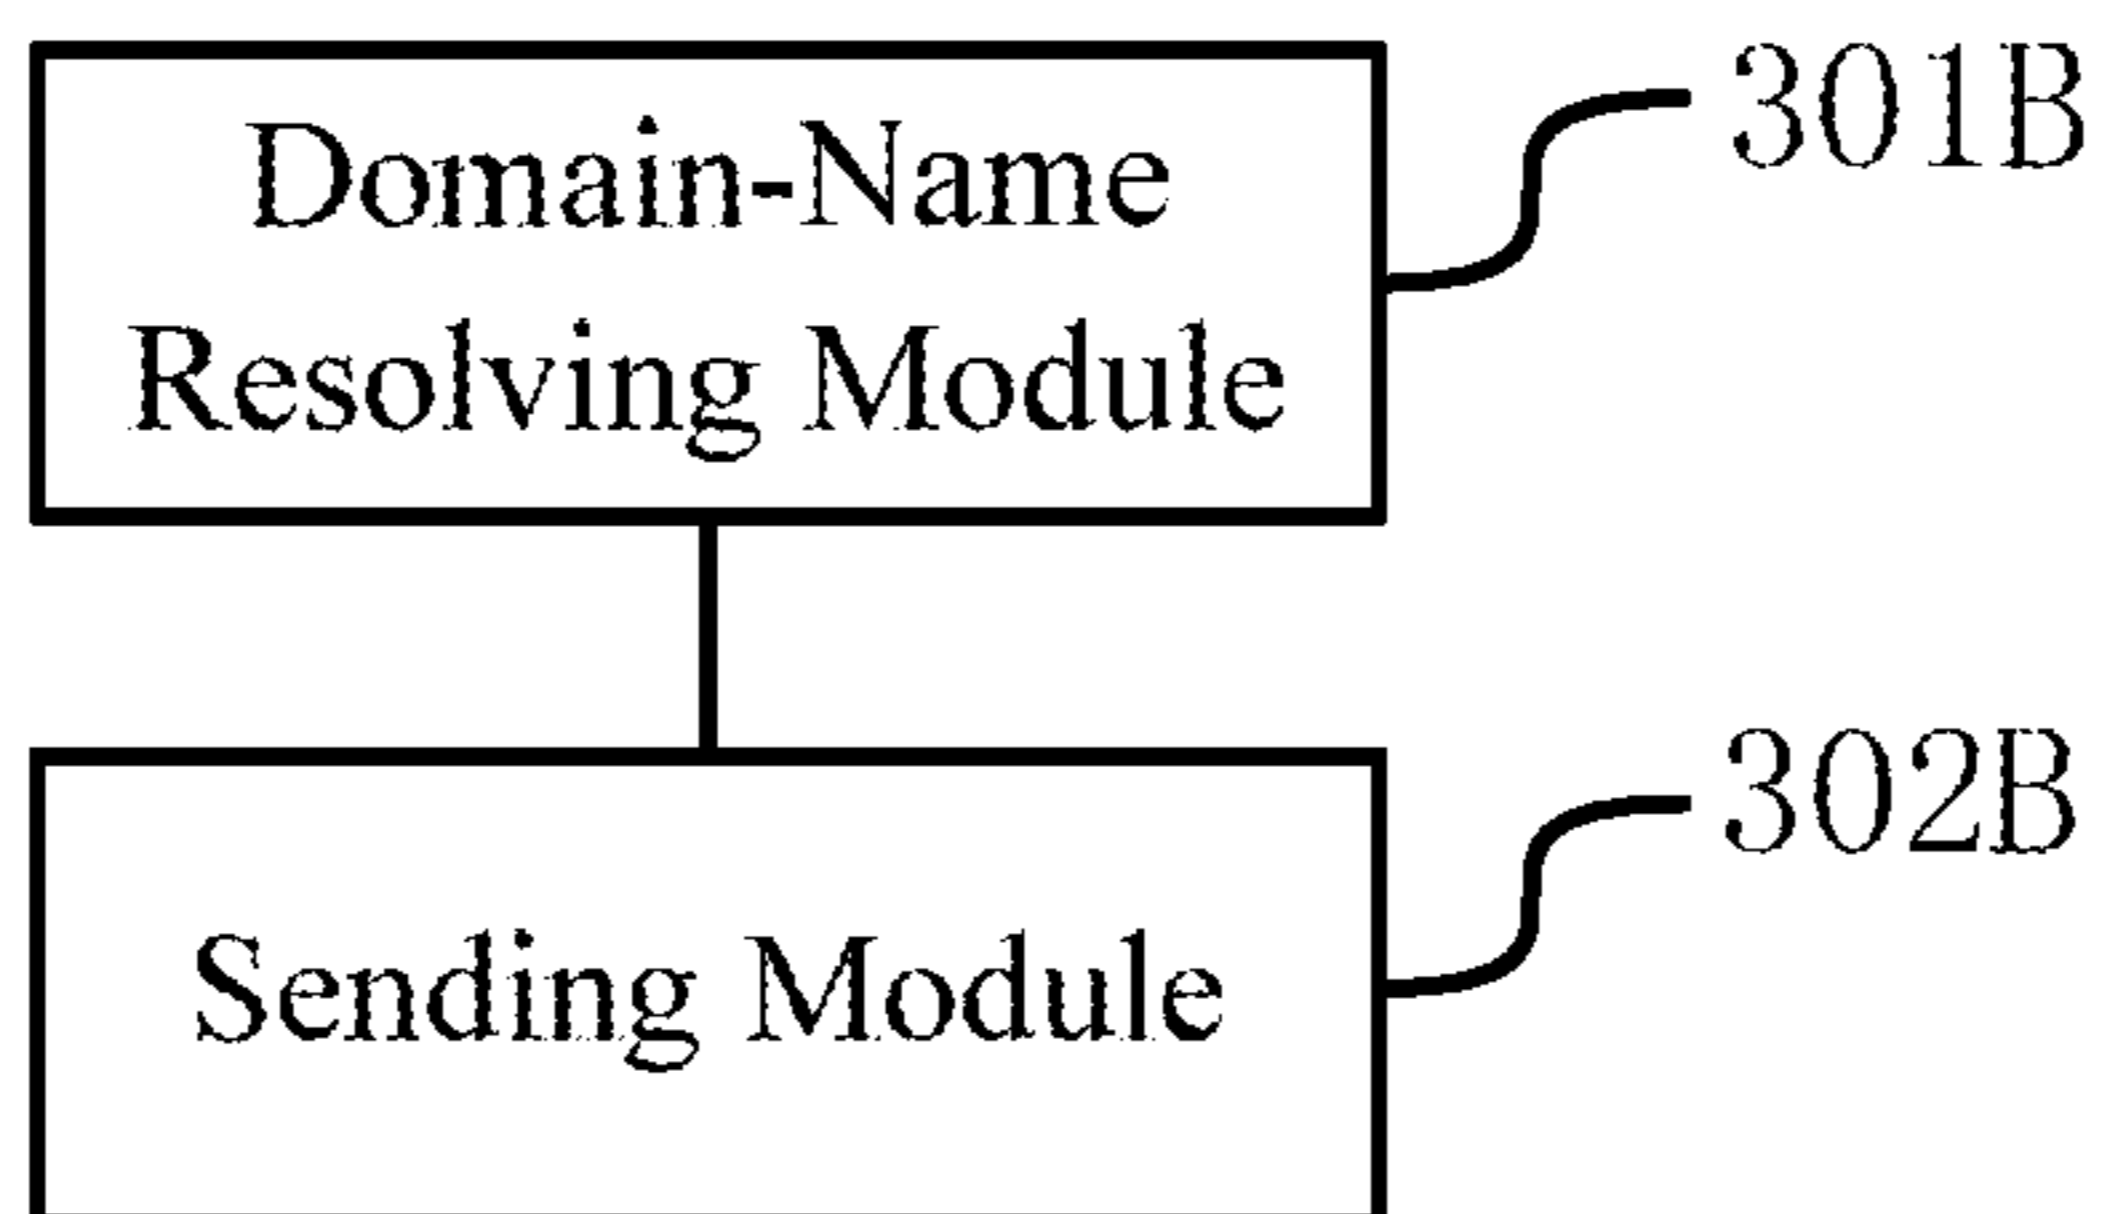 Domain-Name
Resolving Module
301B
Sending Module
302B